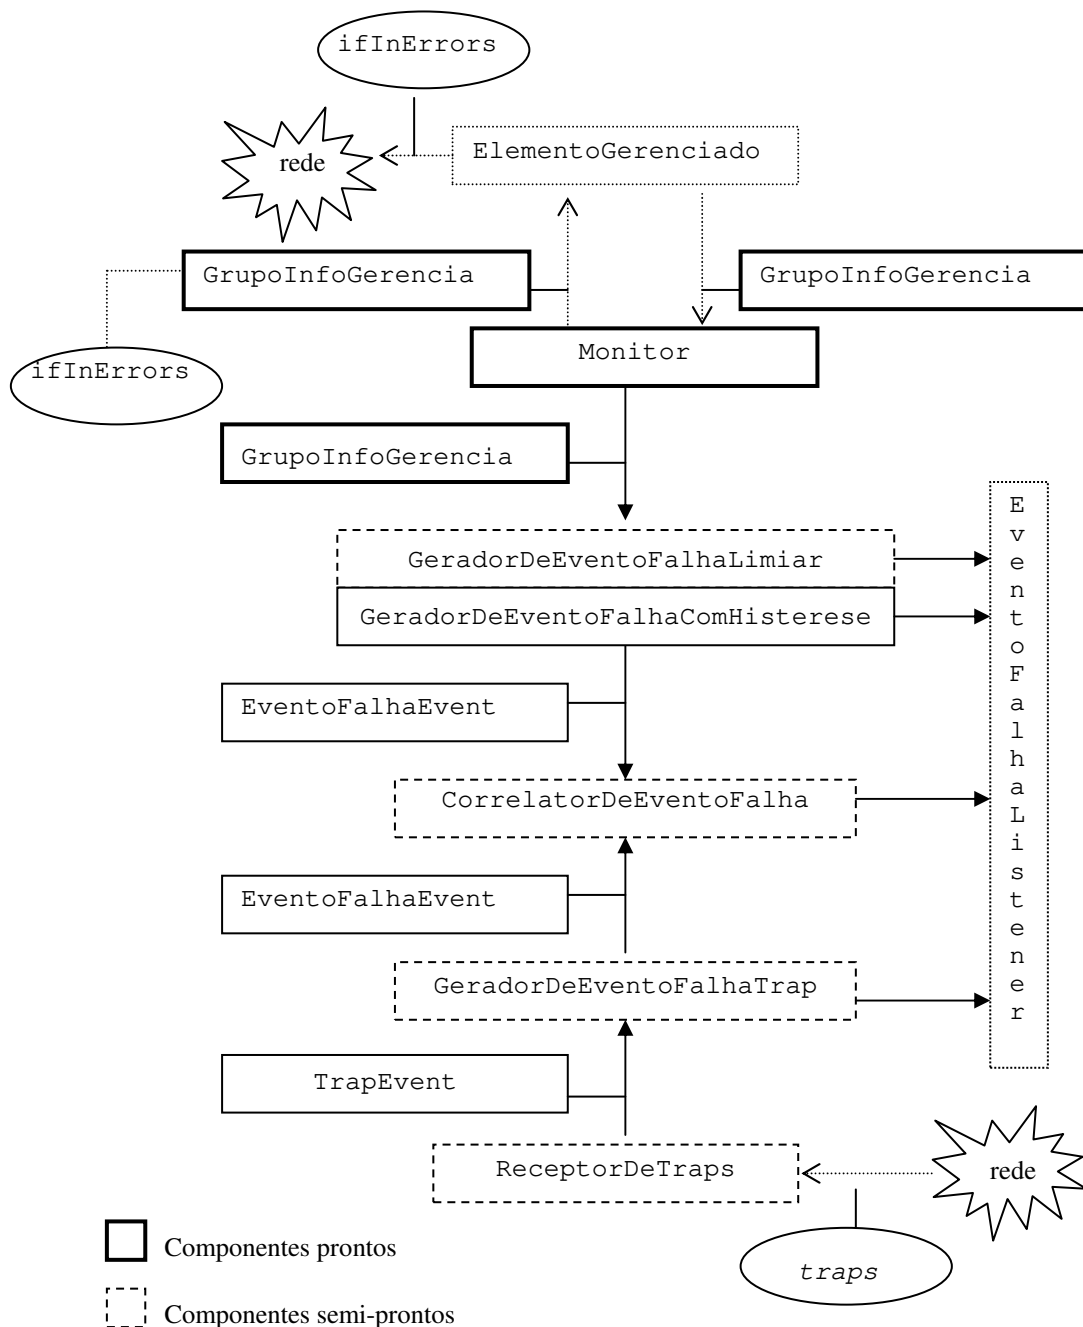 ifInErrors
ElementoGerenciado
rede
GrupoInfoGerencia
GrupoInfoGerencia
Monitor
ifInErrors
GrupoInfoGerencia
EventoFalhaListener
GeradorDeEventoFalhaLimiar
GeradorDeEventoFalhaComHisterese
EventoFalhaEvent
CorrelatorDeEventoFalha
EventoFalhaEvent
GeradorDeEventoFalhaTrap
TrapEvent
ReceptorDeTraps
rede
traps
Componentes prontos
Componentes semi-prontos